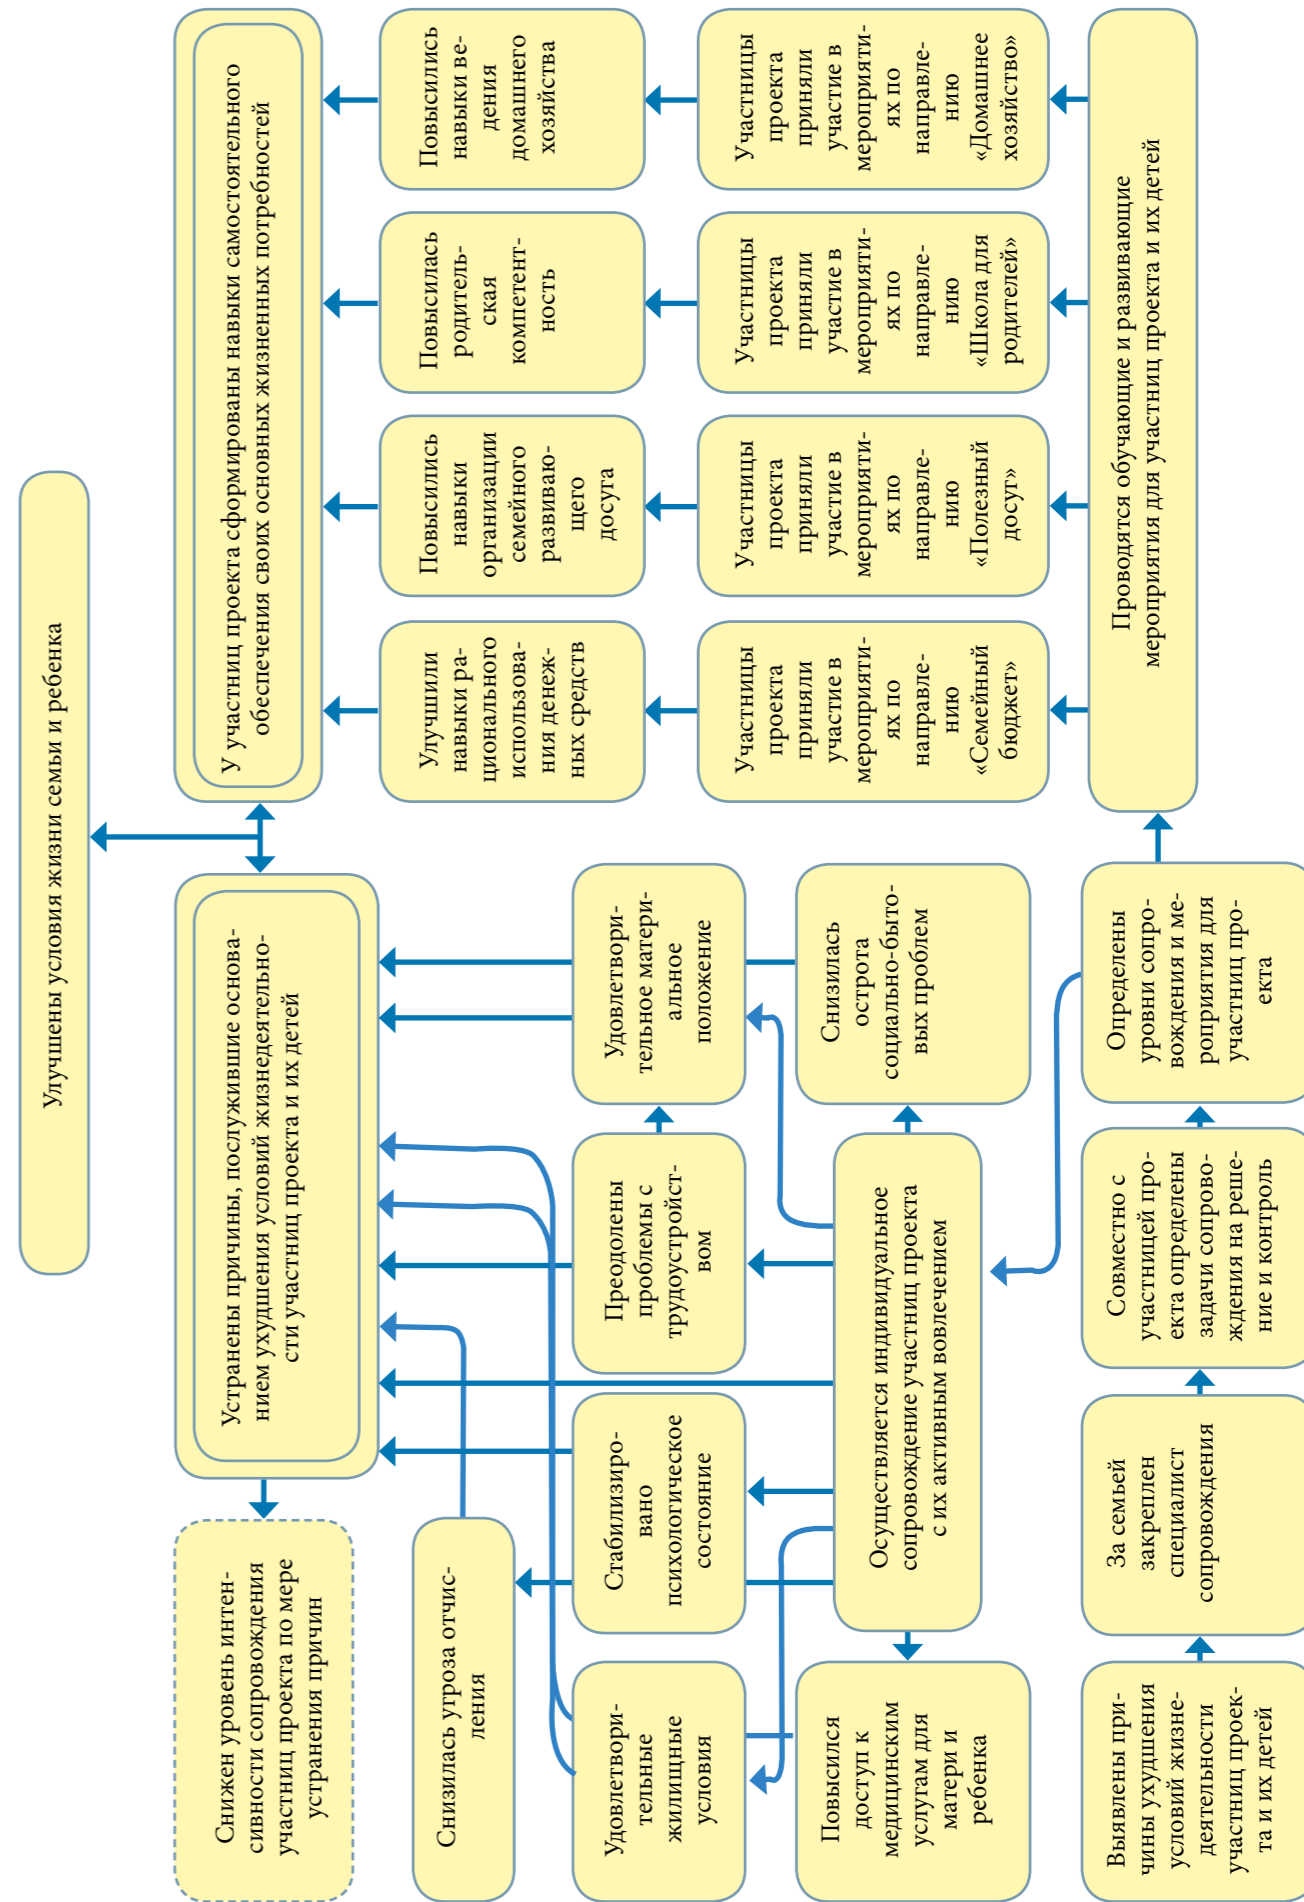 Улучшены условия жизни семьи и ребенка
Снижен уровень интен-
сивности сопровождения
участниц проекта по мере
устранения причин
Устранены причины, послужившие основа-
нием ухудшения условий жизнедеятельно-
сти участниц проекта и их детей
У участниц проекта сформированы навыки самостоятельного
обеспечения своих основных жизненных потребностей
Снизилась угроза отчис-
ления
Улучшили
навыки ра-
ционального
использова-
ния денеж-
ных средств
Повысились
навыки
организации
семейного
развиваю-
щего
досуга
Повысилась
родитель-
ская
компетент-
ность
Повысились
навыки ве-
дения
домашнего
хозяйства
Удовлетвори-
тельные
жилищные
условия
Стабилизиро-
вано
психологическое
состояние
Преодолены
проблемы с
трудоустройст-
вом
Удовлетвори-
тельное матери-
альное
положение
Участницы
проекта
приняли
участие в
мероприяти-
ях по
направле-
нию
«Семейный
бюджет»
Участницы
проекта
приняли
участие в
мероприяти-
ях по
направле-
нию
«Полезный
досуг»
Участницы
проекта
приняли
участие в
мероприяти-
ях по
направле-
нию
«Школа для
родителей»
Участницы
проекта
приняли
участие в
мероприяти-
ях по
направле-
нию
«Домашнее
хозяйство»
Повысился
доступ к
медицинским
услугам для
матери и
ребенка
Осуществляется индивидуальное
сопровождение участниц проекта
с их активным вовлечением
Снизилась
острота
социально-быто-
вых проблем
Выявлены при-
чины ухудшения
условий жизне-
деятельности
участниц проек-
та и их детей
За семьей
закреплен
специалист
сопровождения
Совместно с
участницей про-
екта определены
задачи сопрово-
ждения на реше-
ние и контроль
Определены
уровни сопро-
вождения и ме-
роприятия для
участниц про-
екта
Проводятся обучающие и развивающие
мероприятия для участниц проекта и их детей